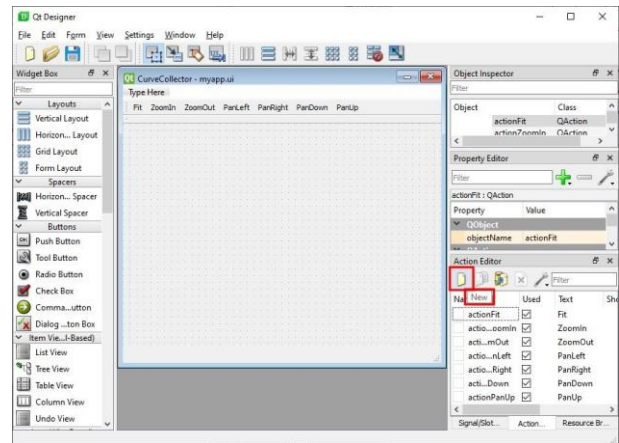 Qt Designer
File Edit Form View Settings Window Help
Widget Box
Filter
Layouts
Vertical Layout
Horizon... Layout
Grid Layout
Form Layout
Spacers
Horizon... Spacer
Vertical Spacer
Buttons
Push Button
Tool Button
Radio Button
Check Box
Comma...utton
Dialog ...ton Box
Item Vie...l-Based)
List View
Tree View
Table View
Column View
Undo View
CurveCollector - myapp.ui
Type Here
Fit ZoomIn ZoomOut PanLeft PanRight PanDown PanUp
Object Inspector
Filter
Object Class
actionFit QAction
actionZoomIn QAction
Property Editor
Filter
actionFit : QAction
Property Value
QObject
objectName actionFit
Action Editor
Filter
Na New Used Text Sho
actionFit Fit
actio...oomIn ZoomIn
acti...mOut ZoomOut
actio...nLeft PanLeft
actio...Right PanRight
acti...Down PanDown
actionPanUp PanUp
Signal/Slot... Action... Resource Br...